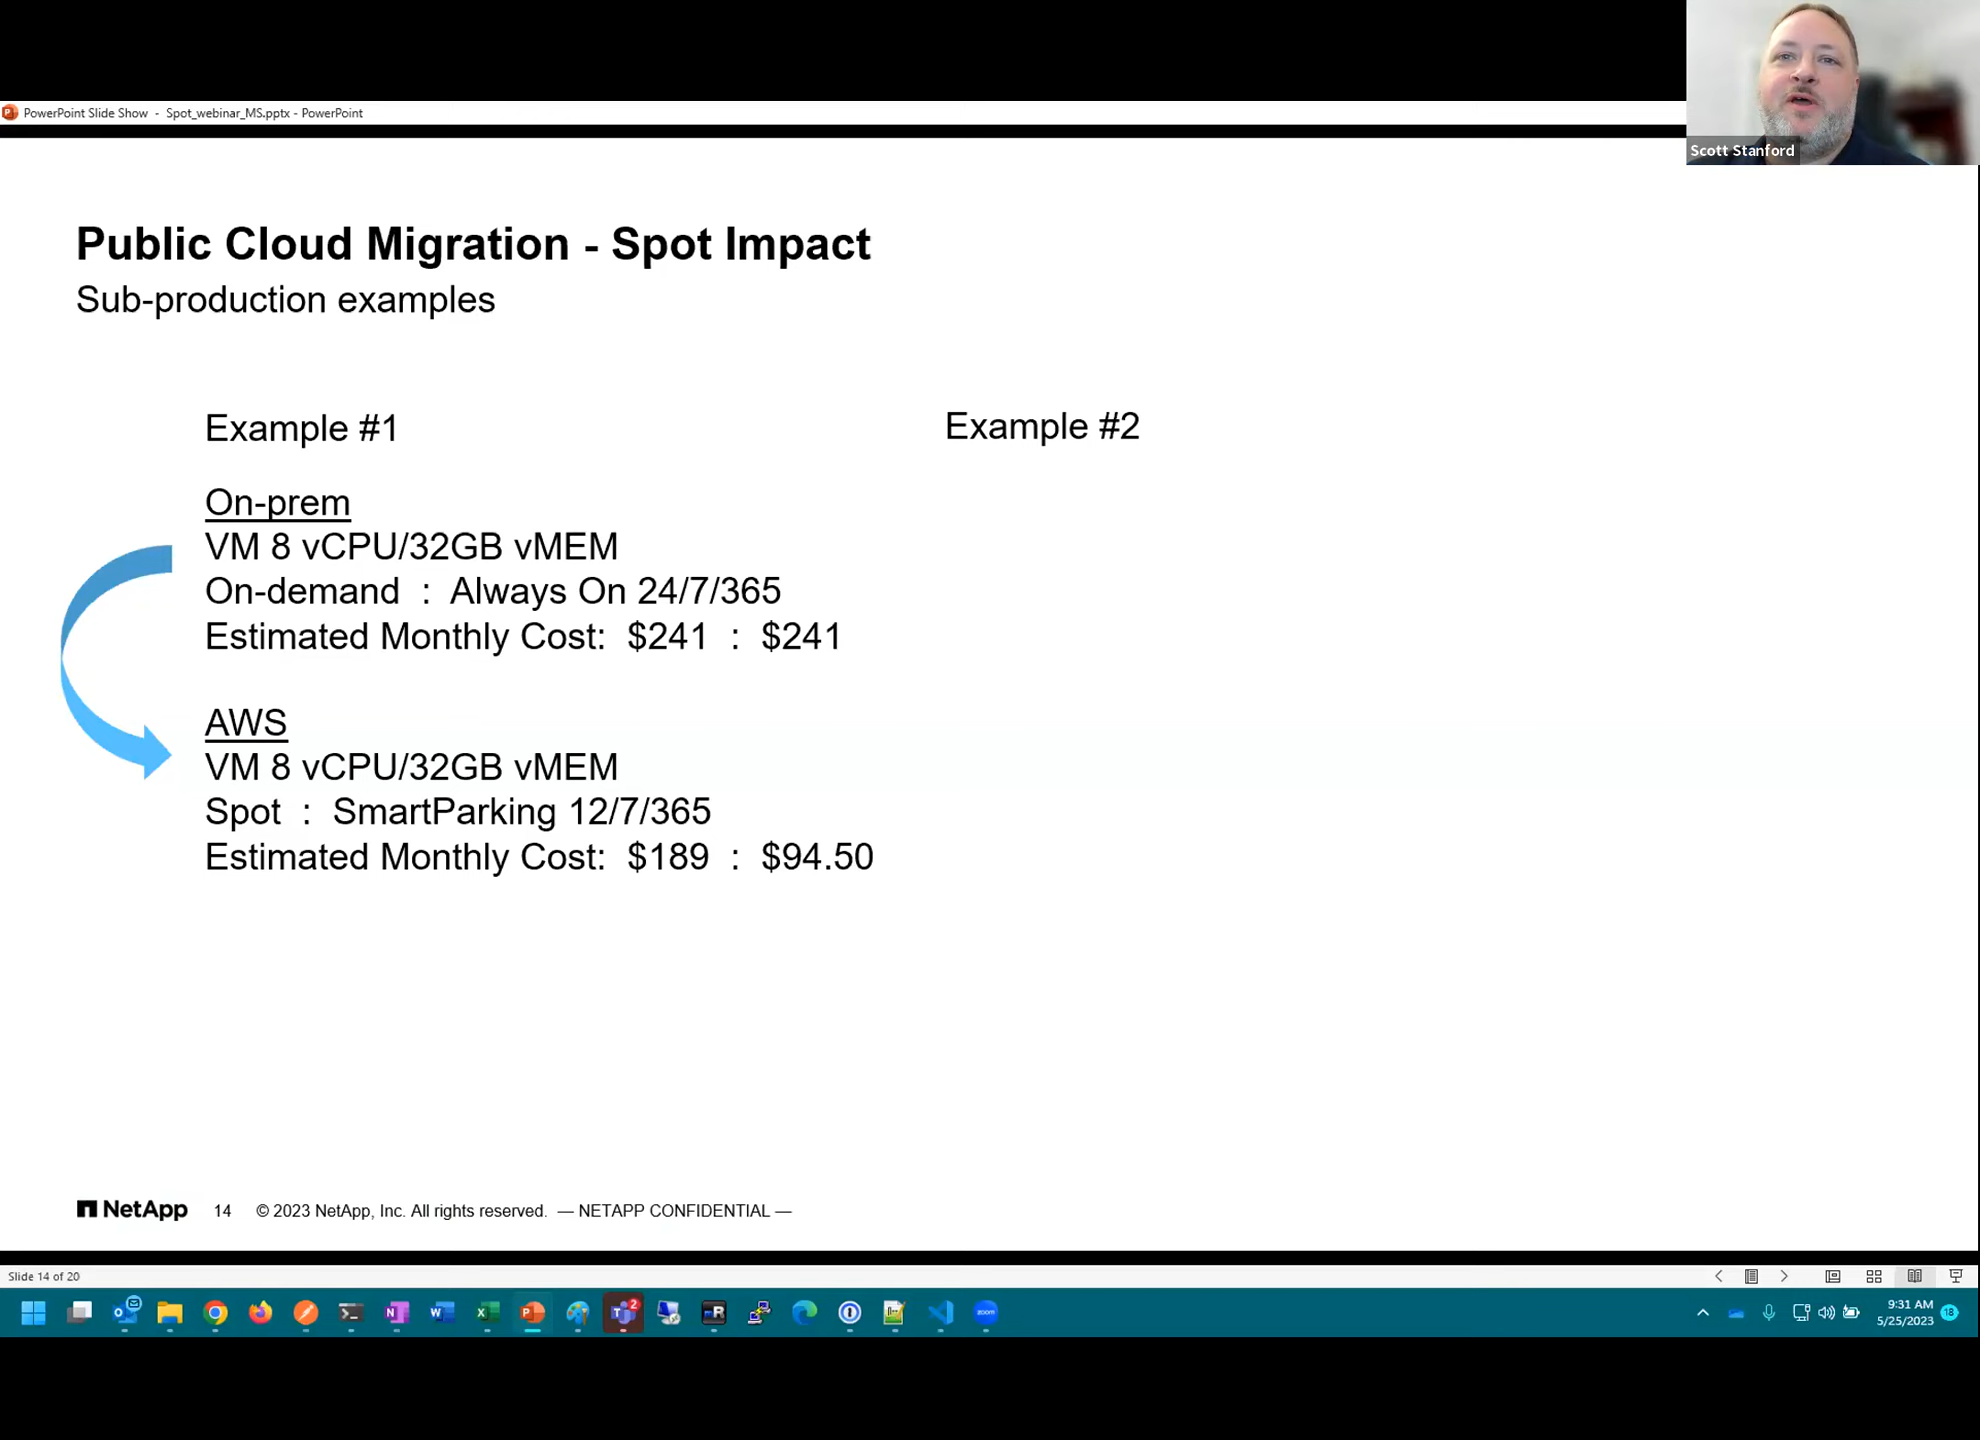 Scott Stanford
PowerPoint Slide Show - Spot_webinar_MS.pptx - PowerPoint
Public Cloud Migration - Spot Impact
Sub-production examples
Example #1
On-prem
VM 8 vCPU/32GB vMEM
On-demand : Always On 24/7/365
Estimated Monthly Cost: $241 : $241
AWS
VM 8 vCPU/32GB vMEM
Spot : SmartParking 12/7/365
Estimated Monthly Cost: $189 : $94.50
Example #2
NetApp 14 © 2023 NetApp, Inc. All rights reserved. — NETAPP CONFIDENTIAL —
Slide 14 of 20
9:31 AM
5/25/2023
18
2
zoom